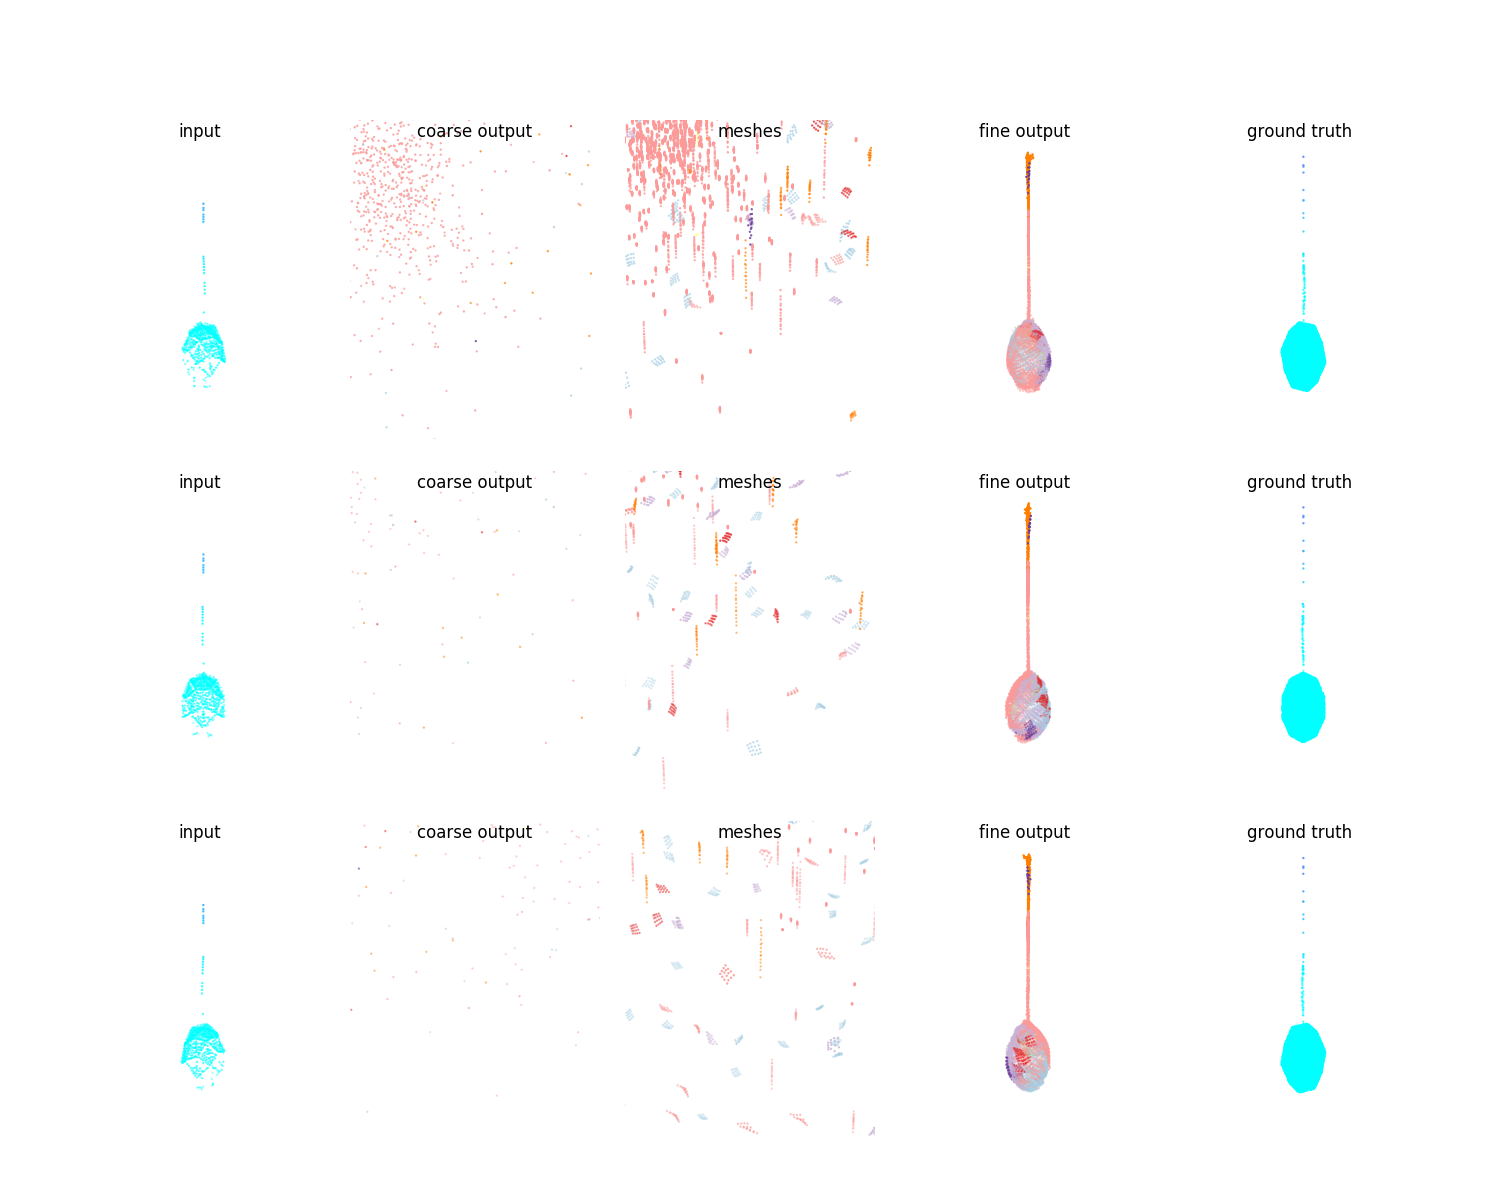 input
coarse output
meshes
fine output
ground truth
input
coarse output
meshes
fine output
ground truth
input
coarse output
meshes
fine output
ground truth